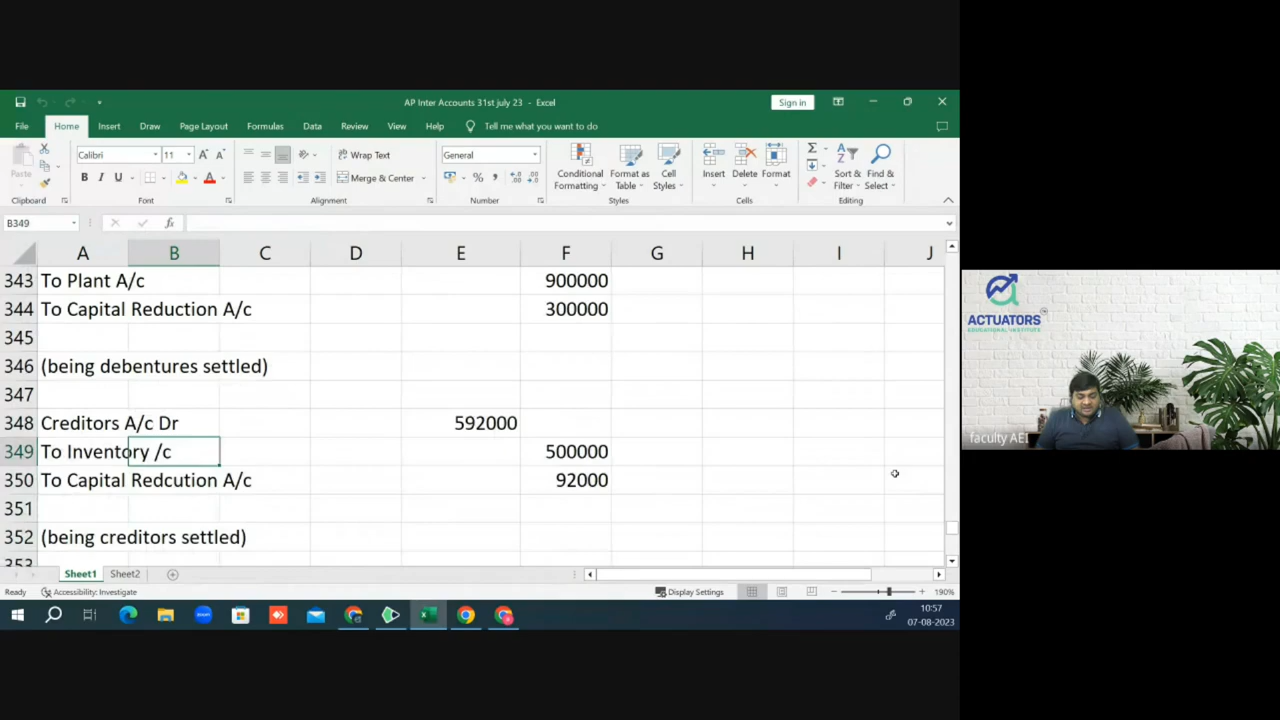 AP Inter Accounts 31st july 23 - Excel
Sign in
File Home Insert Draw Page Layout Formulas Data Review View Help Tell me what you want to do
Calibri 11 Wrap Text General
Paste B I U Merge & Center Conditional Formatting Format as Table Cell Styles Insert Delete Format Sort & Filter Find & Select
Clipboard Font Alignment Number Styles Cells Editing
B349 fx
A B C D E F G H I J
343 To Plant A/c 900000
344 To Capital Reduction A/c 300000
345
346 (being debentures settled)
347
348 Creditors A/c Dr 592000
349 To Inventory /c 500000
350 To Capital Redcution A/c 92000
351
352 (being creditors settled)
353
Sheet1 Sheet2
Ready Accessibility: Investigate Display Settings 190%
10:57
07-08-2023
ACTUATORS
EDUCATIONAL INSTITUTE
faculty AEI